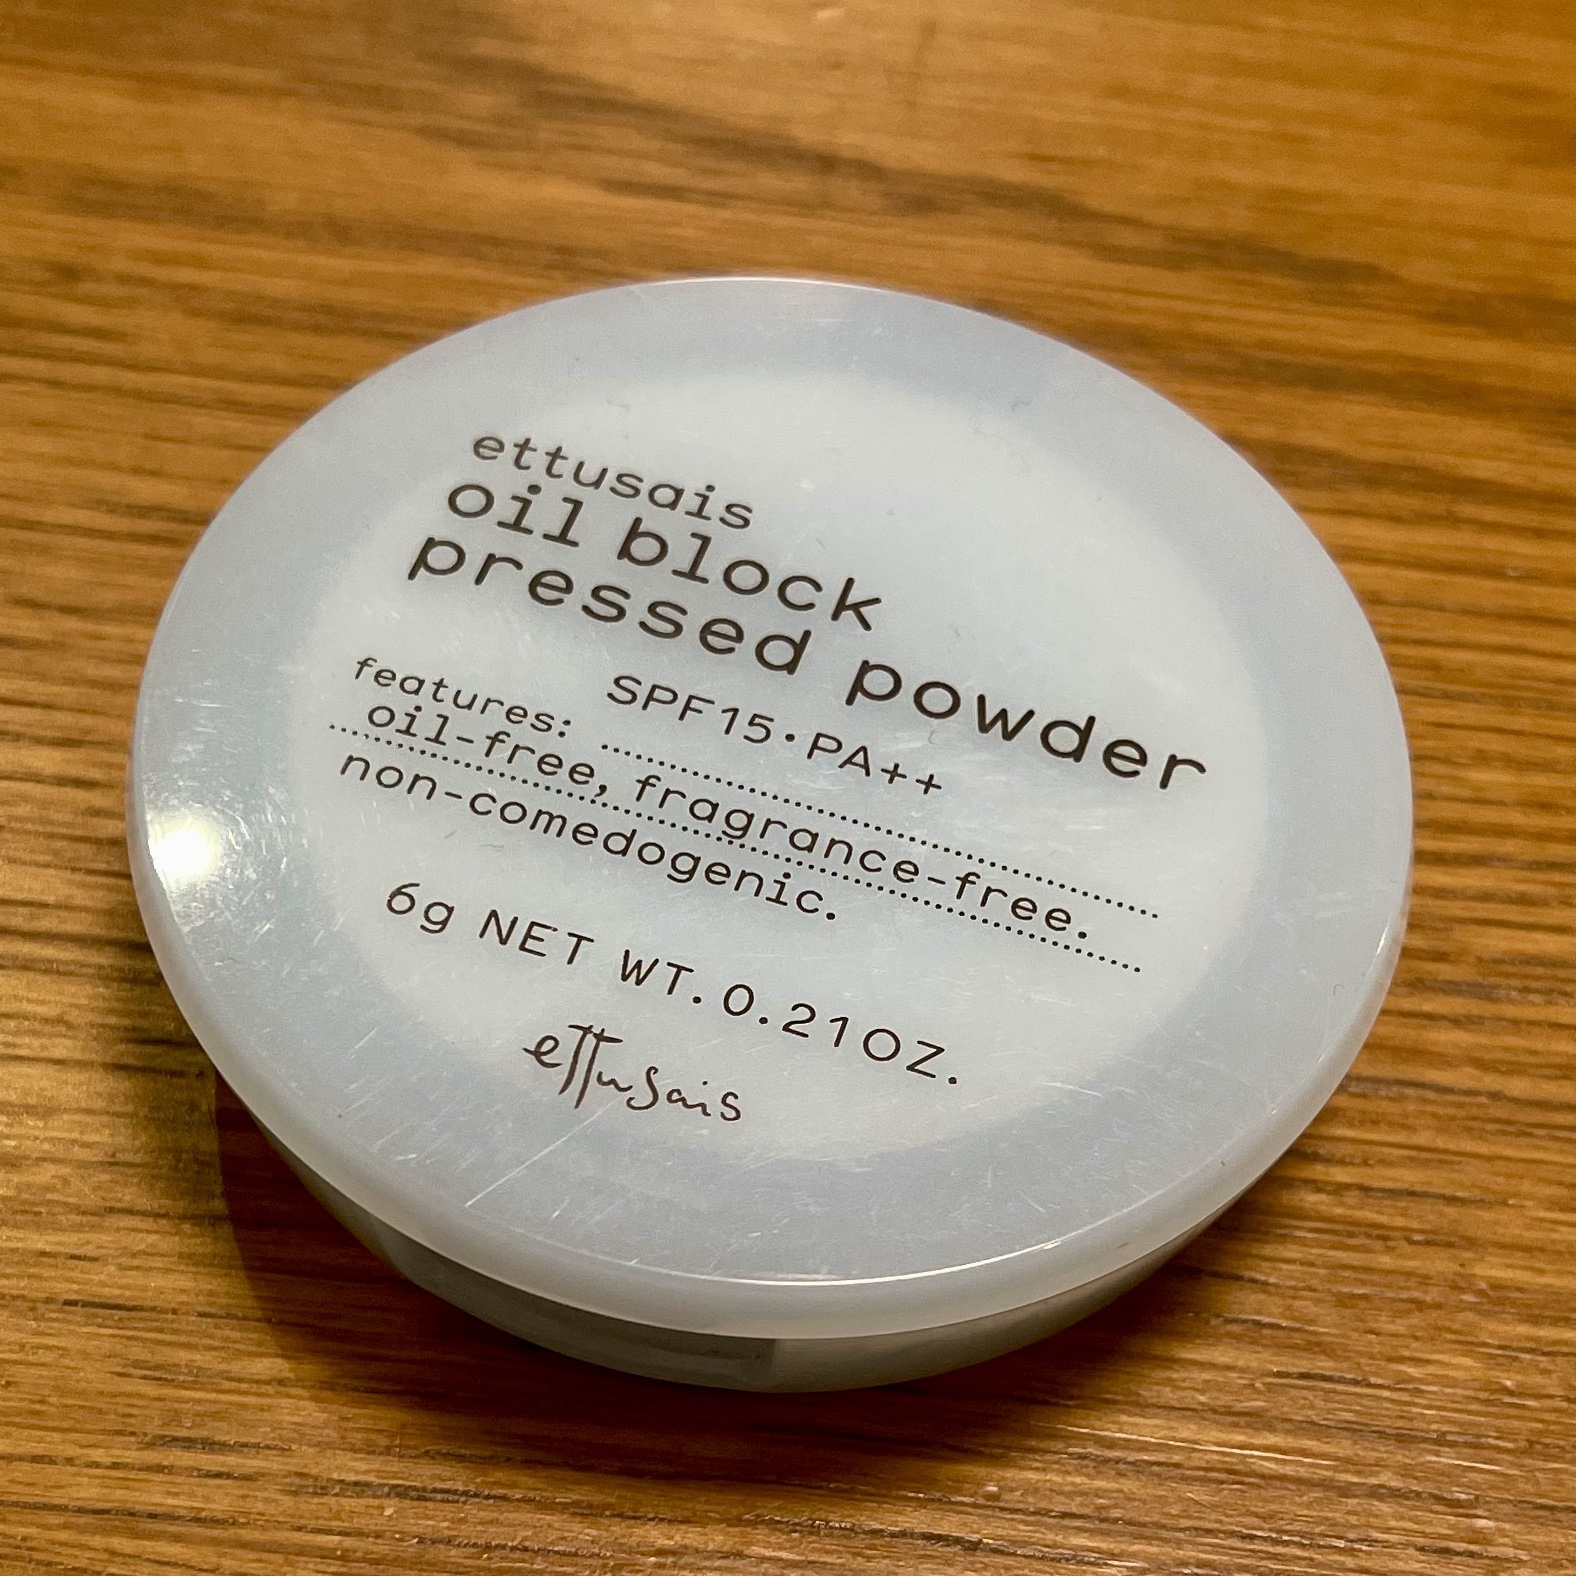 ettusais
oil block
pressed powder
SPF15・PA++
features:
oil-free, fragrance-free.
non-comedogenic.
6g NET WT. 0.21OZ.
ettusais